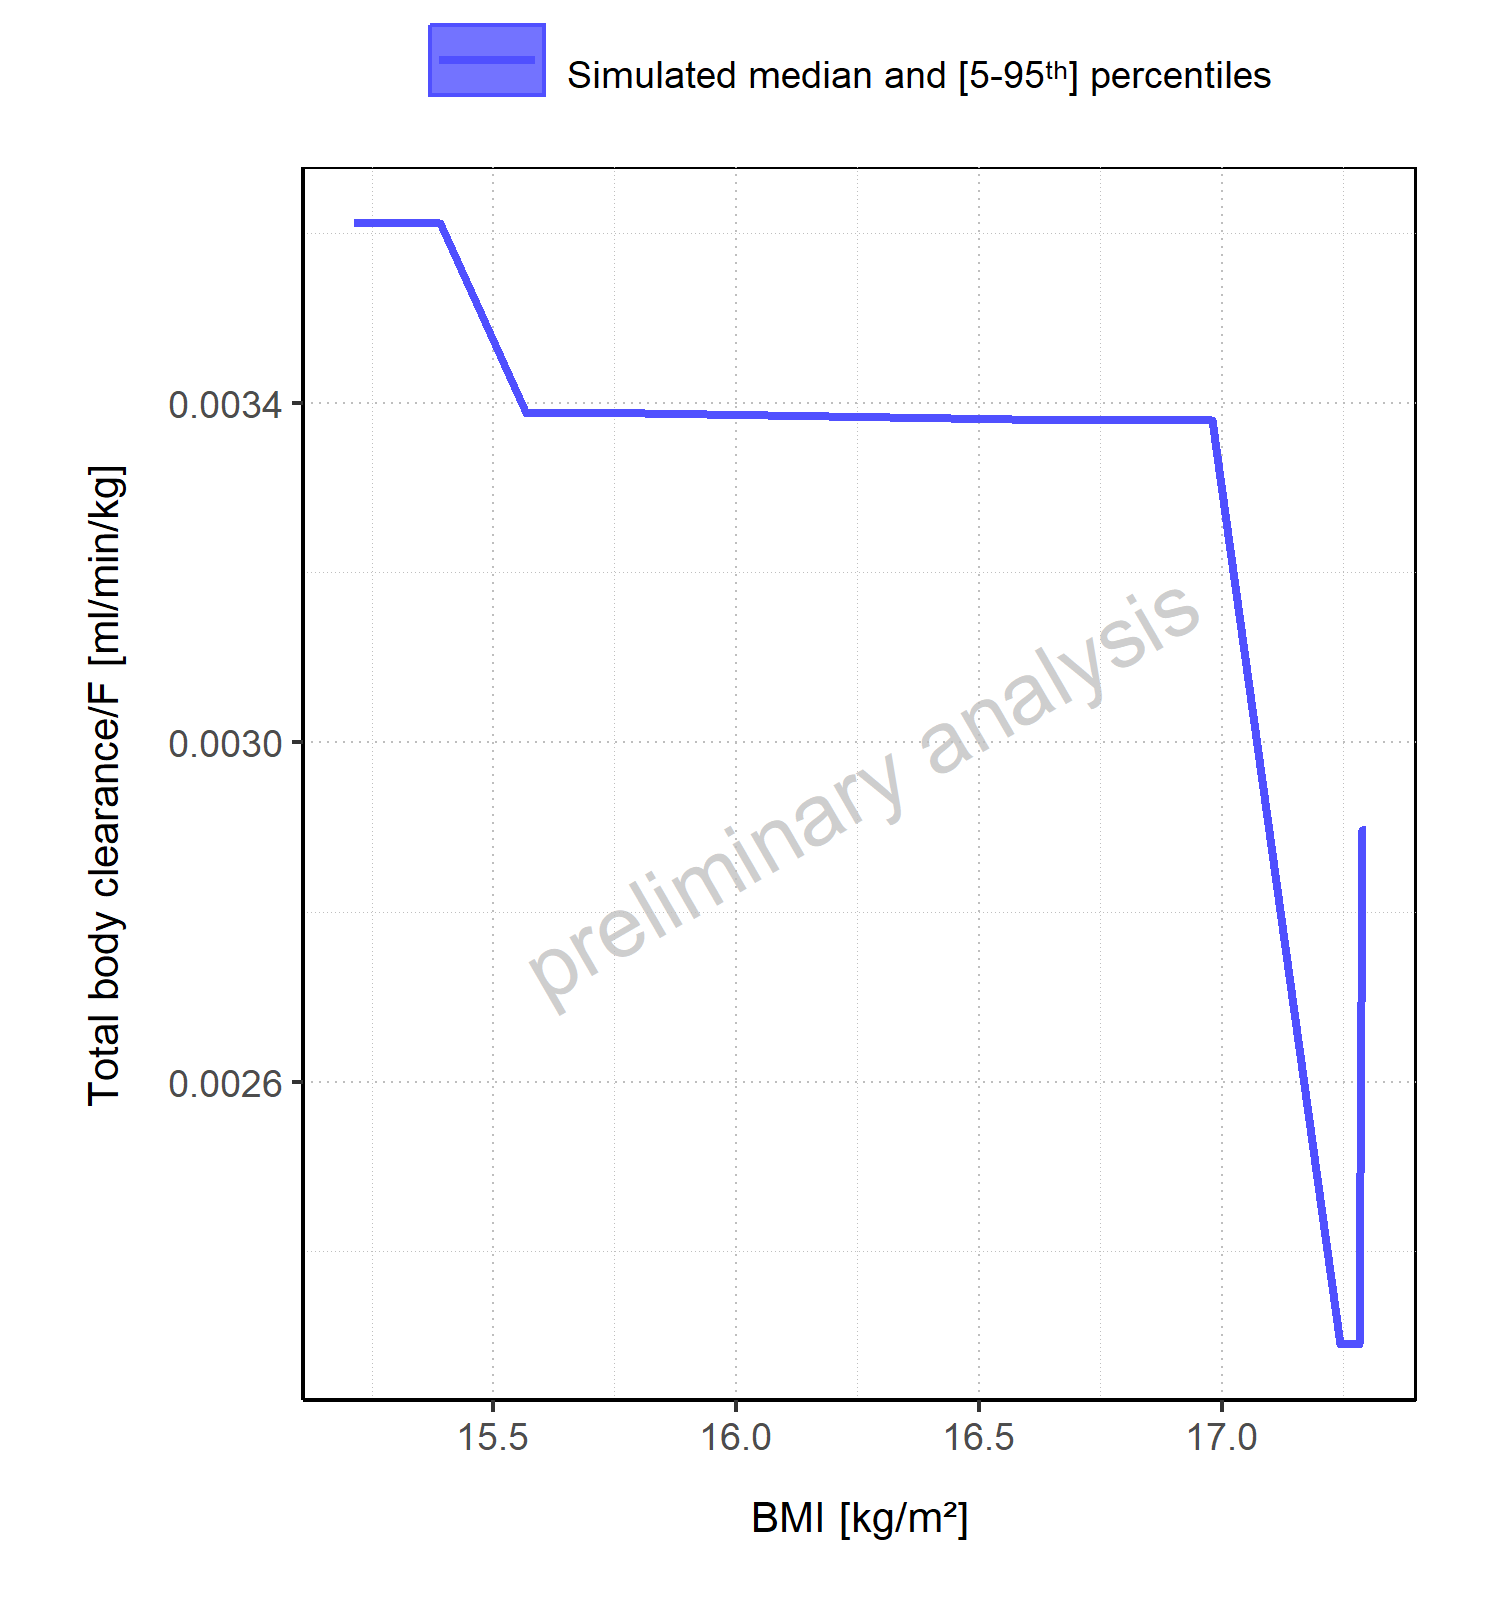 Simulated median and [5-95ᵗʰ] percentiles
Total body clearance/F [ml/min/kg]
0.0034
0.0030
0.0026
preliminary analysis
15.5 16.0 16.5 17.0
BMI [kg/m²]